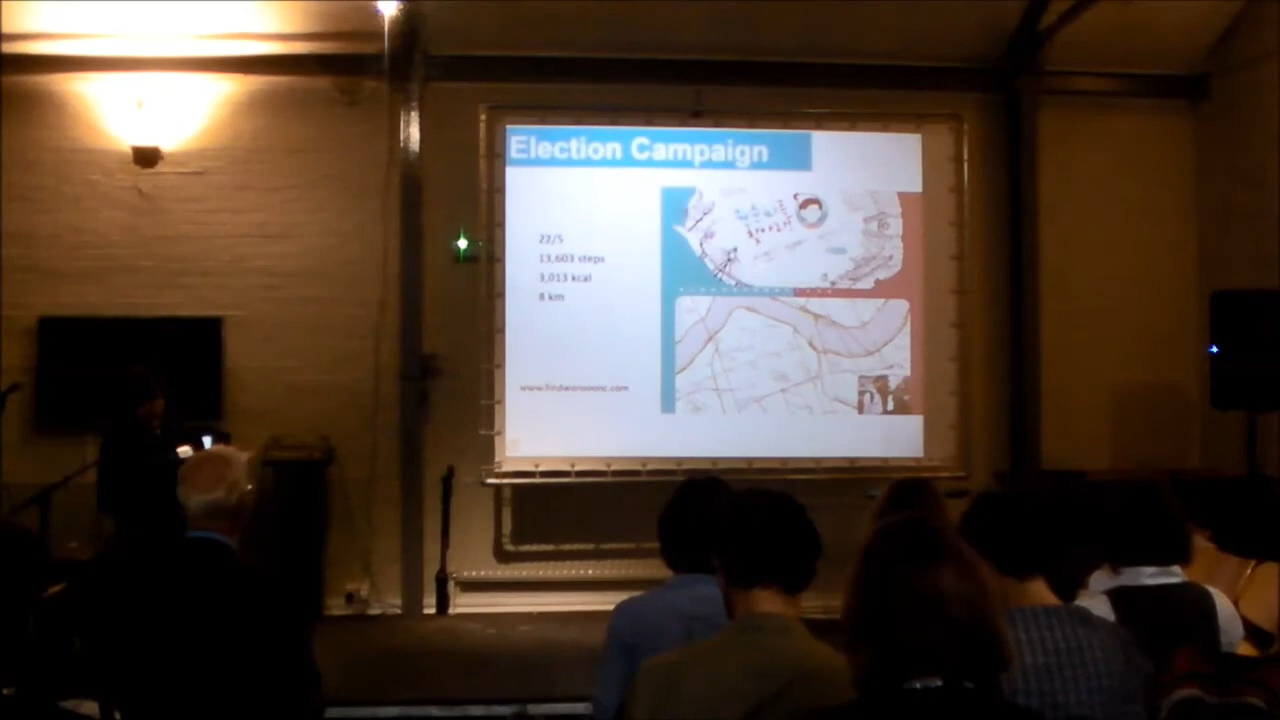 Election Campaign
22/5
13,603 steps
3,013 kcal
8 km